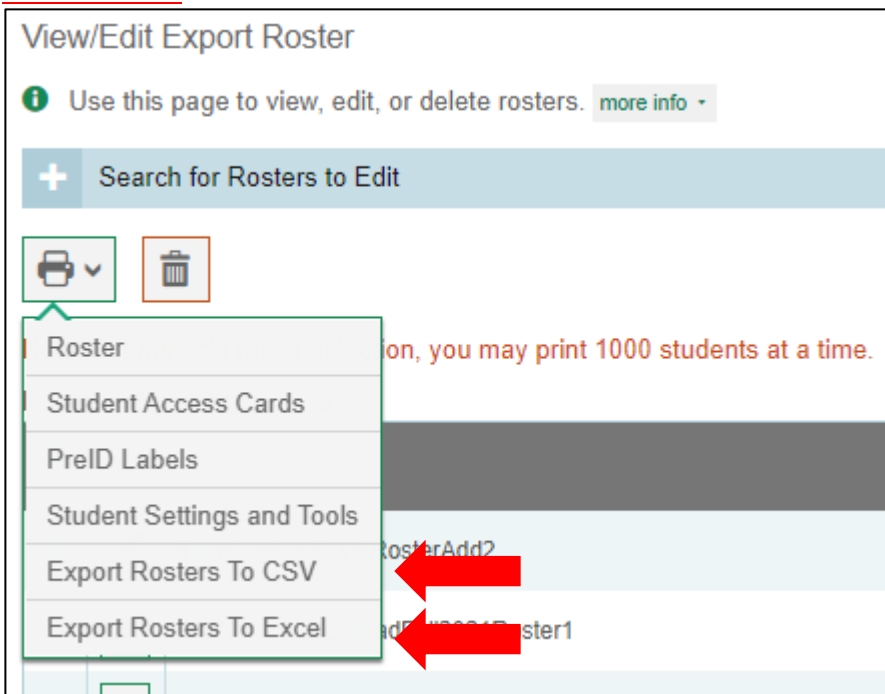 View/Edit Export Roster
Use this page to view, edit, or delete rosters. more info
Search for Rosters to Edit
Roster
on, you may print 1000 students at a time.
Student Access Cards
PreID Labels
Student Settings and Tools
RosterAdd2
Export Rosters To CSV
Export Rosters To Excel